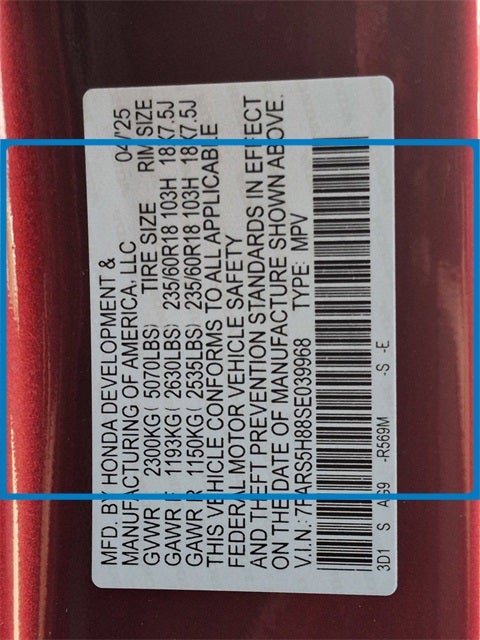 MFD. BY HONDA DEVELOPMENT &
MANUFACTURING OF AMERICA, LLC 04/'25
GVWR 2300KG( 5070LBS) TIRE SIZE RIM SIZE
GAWR 1193KG( 2630LBS) 235/60R18 103H 18X7.5J
GAWR R 1150KG( 2535LBS) 235/60R18 103H 18X7.5J
THIS VEHICLE CONFORMS TO ALL APPLICABLE
FEDERAL MOTOR VEHICLE SAFETY
AND THEFT PREVENTION STANDARDS IN EFFECT
ON THE DATE OF MANUFACTURE SHOWN ABOVE.
V.I.N.: TYPE: MPV
3D1 S -R569M -S -E